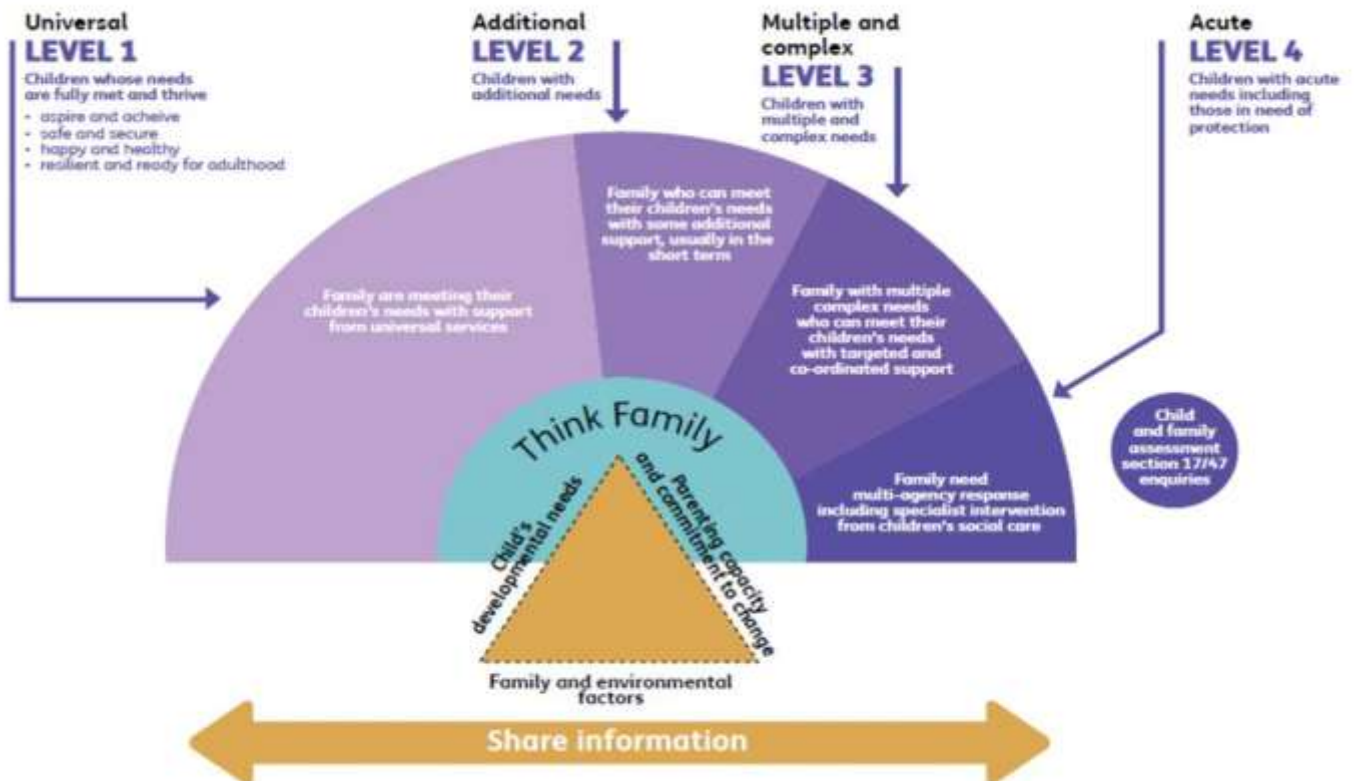 Universal
LEVEL 1
Children whose needs
are fully met and thrive
• aspire and acheive
• safe and secure
• happy and healthy
• resilient and ready for adulthood
Additional
LEVEL 2
Children with
additional needs
Multiple and
complex
LEVEL 3
Children with
multiple and
complex needs
Acute
LEVEL 4
Children with acute
needs including
those in need of
protection
Family are meeting their
children's needs with support
from universal services
Family who can meet
their children's needs
with some additional
support, usually in the
short term
Family with multiple
complex needs
who can meet their
children's needs
with targeted and
co-ordinated support
Family need
multi-agency response
including specialist intervention
from children's social care
Child
and family
assessment
section 17/47
enquiries
Think Family
Child's
developmental needs
Parenting capacity
and commitment to change
Family and environmental
factors
Share information